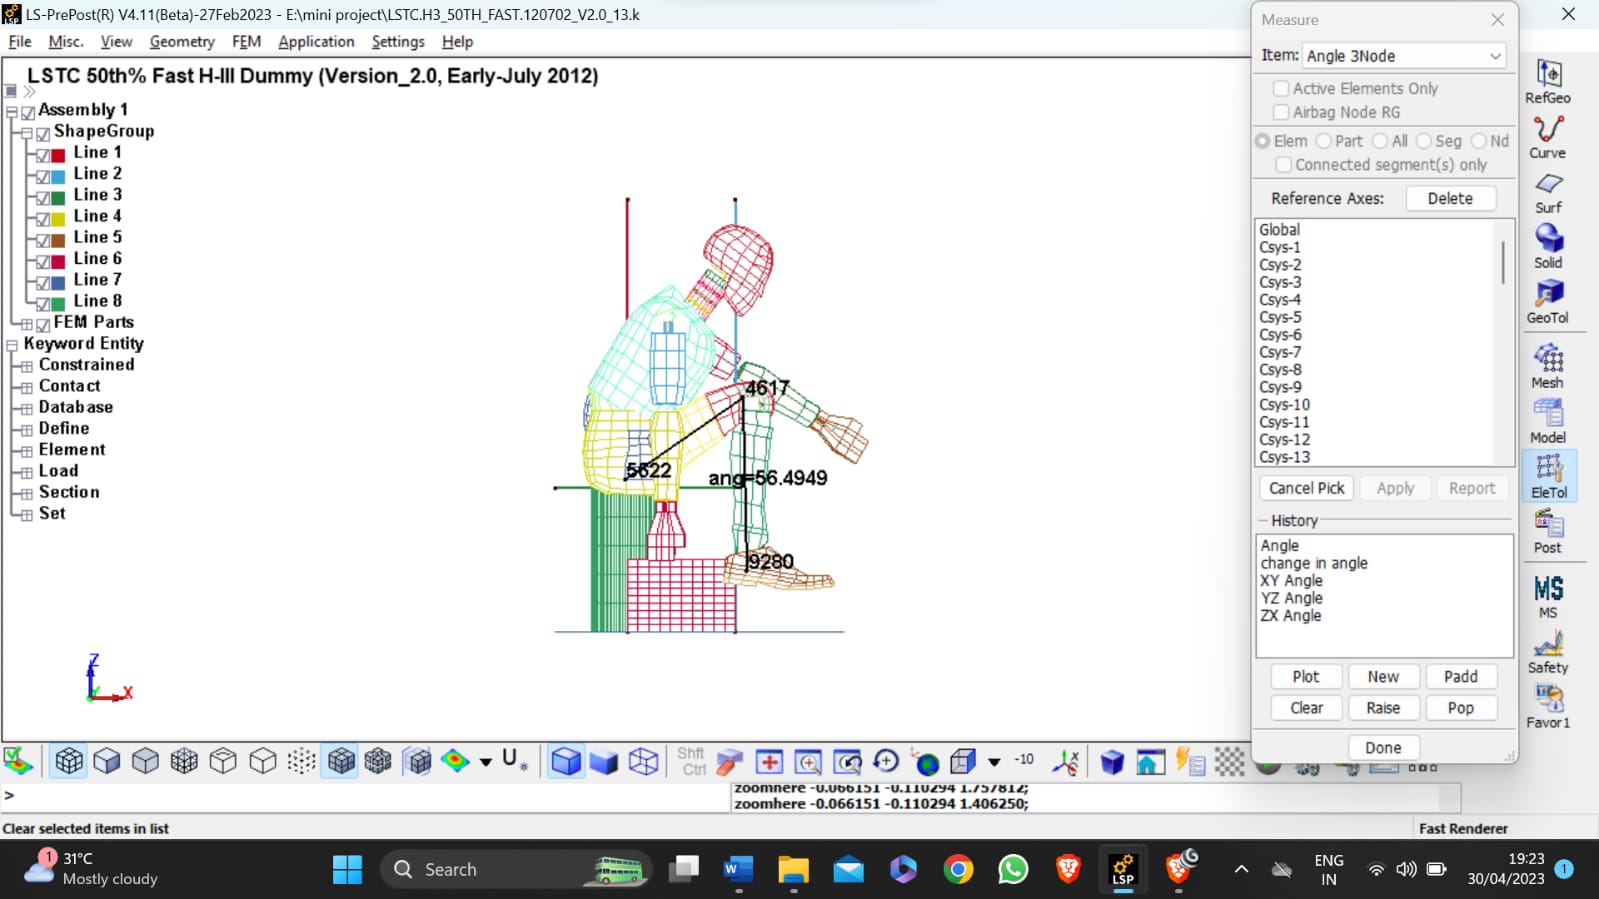 LS-PrePost(R) V4.11(Beta)-27Feb2023 - E:\mini project\LSTC.H3_50TH_FAST.120702_V2.0_13.k
File Misc. View Geometry FEM Application Settings Help
LSTC 50th% Fast H-III Dummy (Version_2.0, Early-July 2012)
Assembly 1
ShapeGroup
Line 1
Line 2
Line 3
Line 4
Line 5
Line 6
Line 7
Line 8
FEM Parts
Keyword Entity
Constrained
Contact
Database
Define
Element
Load
Section
Set
4617
5622
ang=56.4949
9280
Z
Y
X
Measure
Item: Angle 3Node
Active Elements Only
Airbag Node RG
Elem Part All Seg Nd
Connected segment(s) only
Reference Axes: Delete
Global
Csys-1
Csys-2
Csys-3
Csys-4
Csys-5
Csys-6
Csys-7
Csys-8
Csys-9
Csys-10
Csys-11
Csys-12
Csys-13
Cancel Pick Apply Report
History
Angle
change in angle
XY Angle
YZ Angle
ZX Angle
Plot New Padd
Clear Raise Pop
Done
RefGeo
Curve
Surf
Solid
GeoTol
Mesh
Model
EleTol
Post
MS
MS
Safety
Favor1
Shft
Ctrl
-10
>
zoomhere -0.066151 -0.110294 1.757812;
zoomhere -0.066151 -0.110294 1.406250;
Clear selected items in list
Fast Renderer
1
31°C
Mostly cloudy
Search
LSP
ENG
IN
19:23
30/04/2023
1